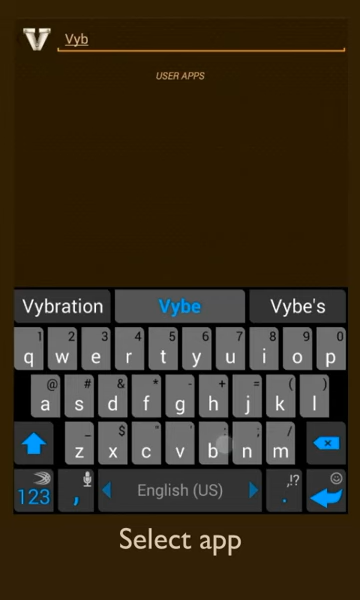 V Vyb
USER APPS
Vybration Vybe Vybe's
1 2 3 4 5 6 7 8 9 0
q w e r t y u i o p
@ # & * - + = ( )
a s d f g h j k l
_ $ " ' : ; /
z x c v b n m
123 , English (US) . ,!?
Select app